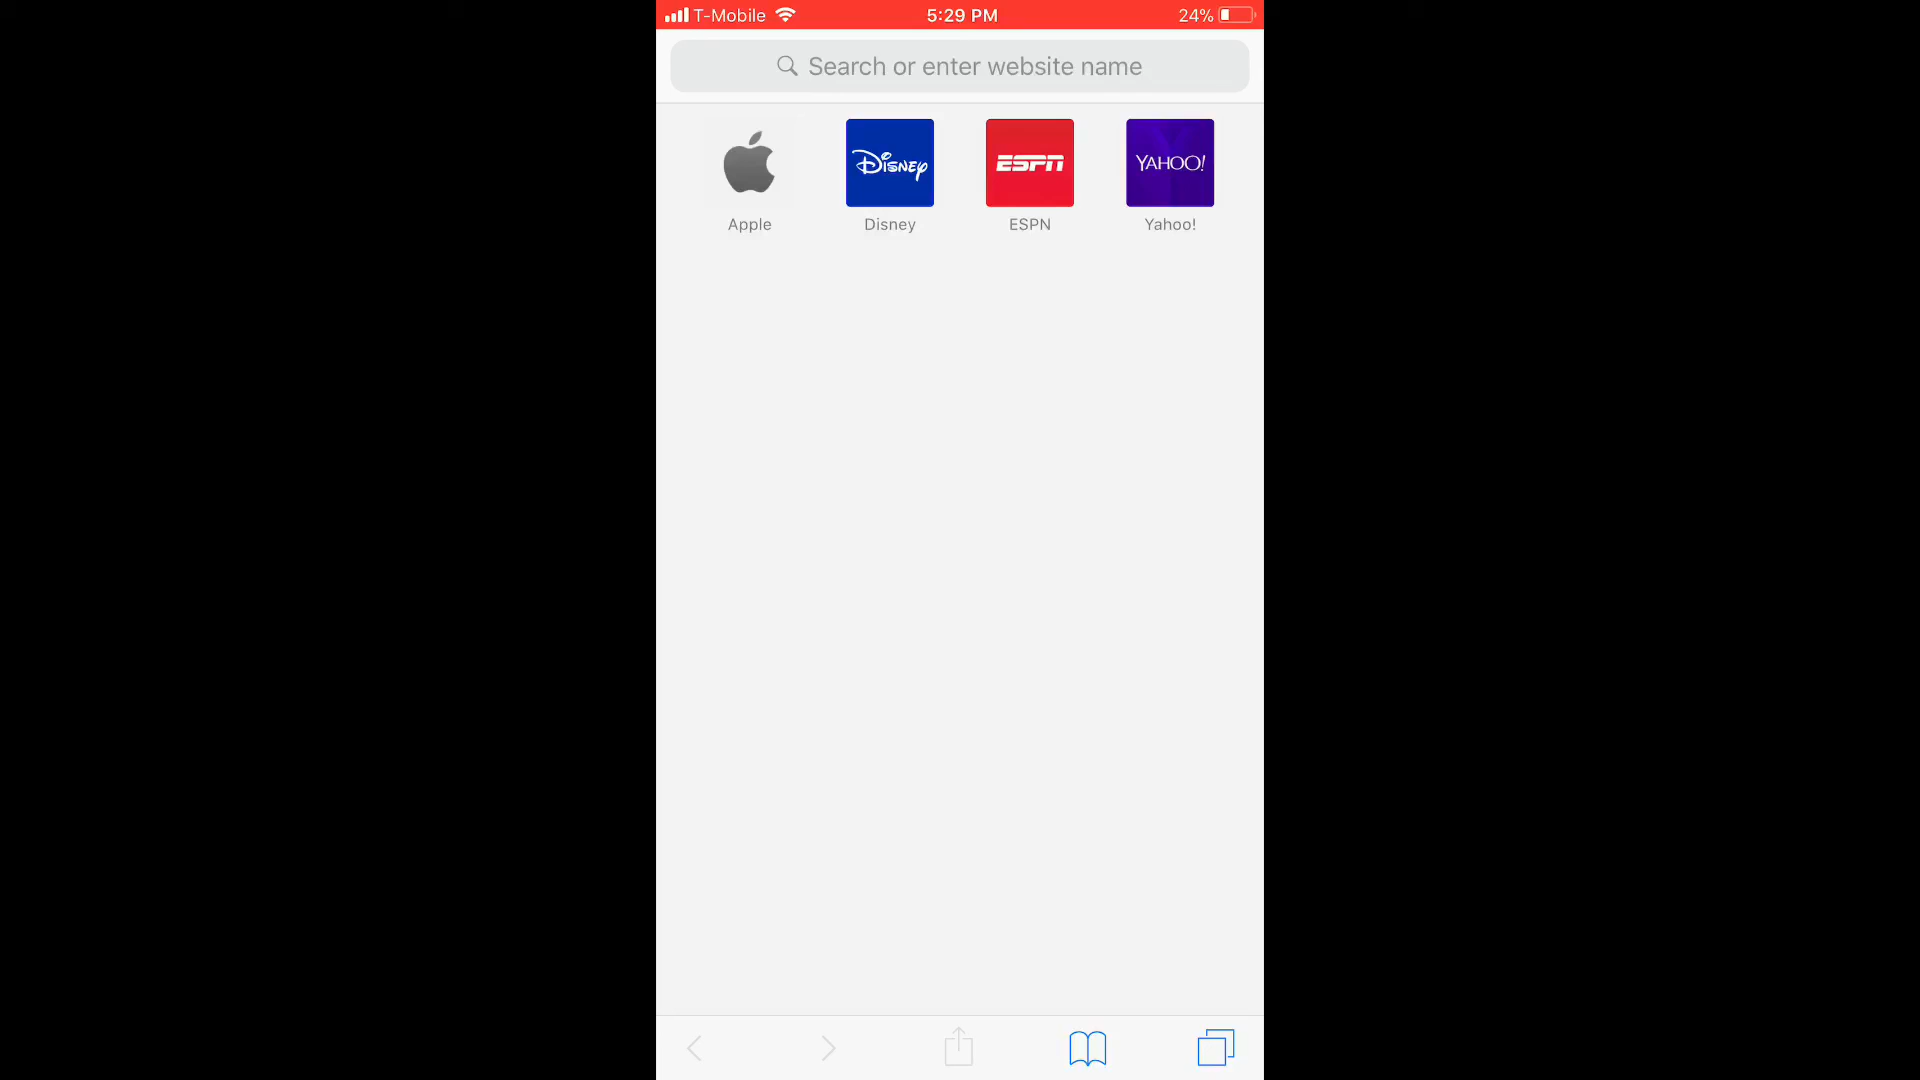 T-Mobile 5:29 PM 24%
Search or enter website name
Disney ESPN YAHOO!
Apple Disney ESPN Yahoo!